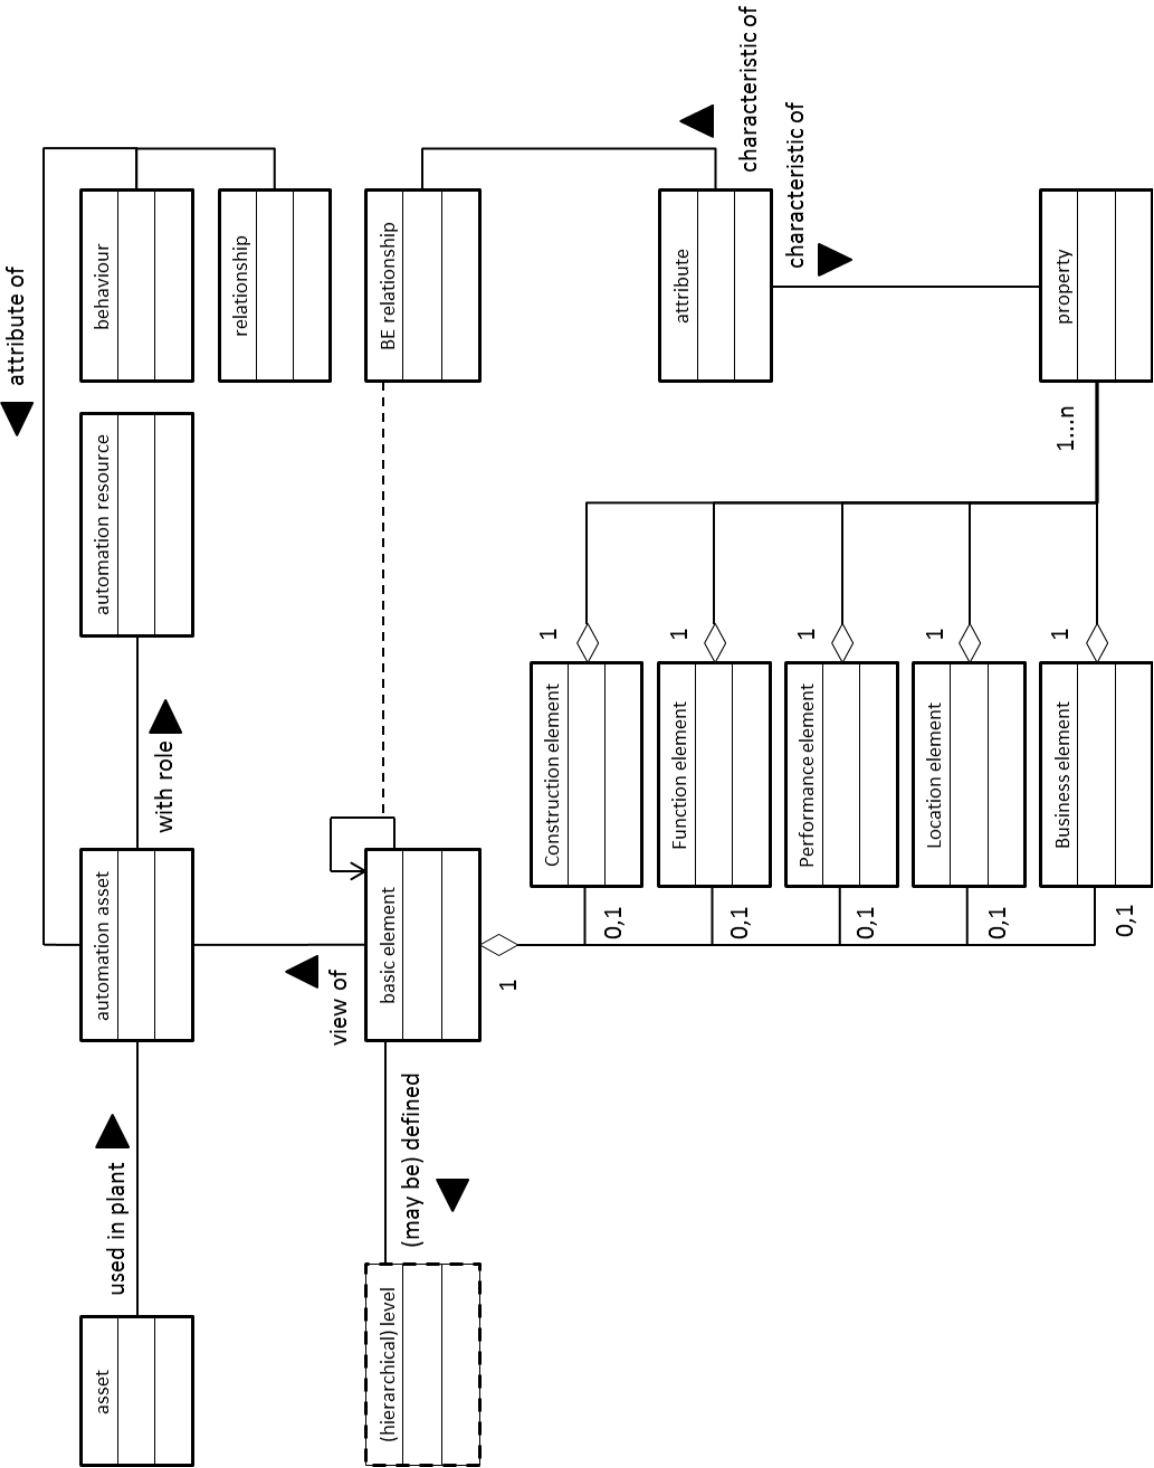 asset
used in plant
automation asset
with role
automation resource
attribute of
behaviour
relationship
(hierarchical) level
(may be) defined
view of
basic element
BE relationship
1
0,1
Construction element
1
0,1
Function element
1
attribute
characteristic of
characteristic of
0,1
Performance element
1
0,1
Location element
1
0,1
Business element
1
1...n
property